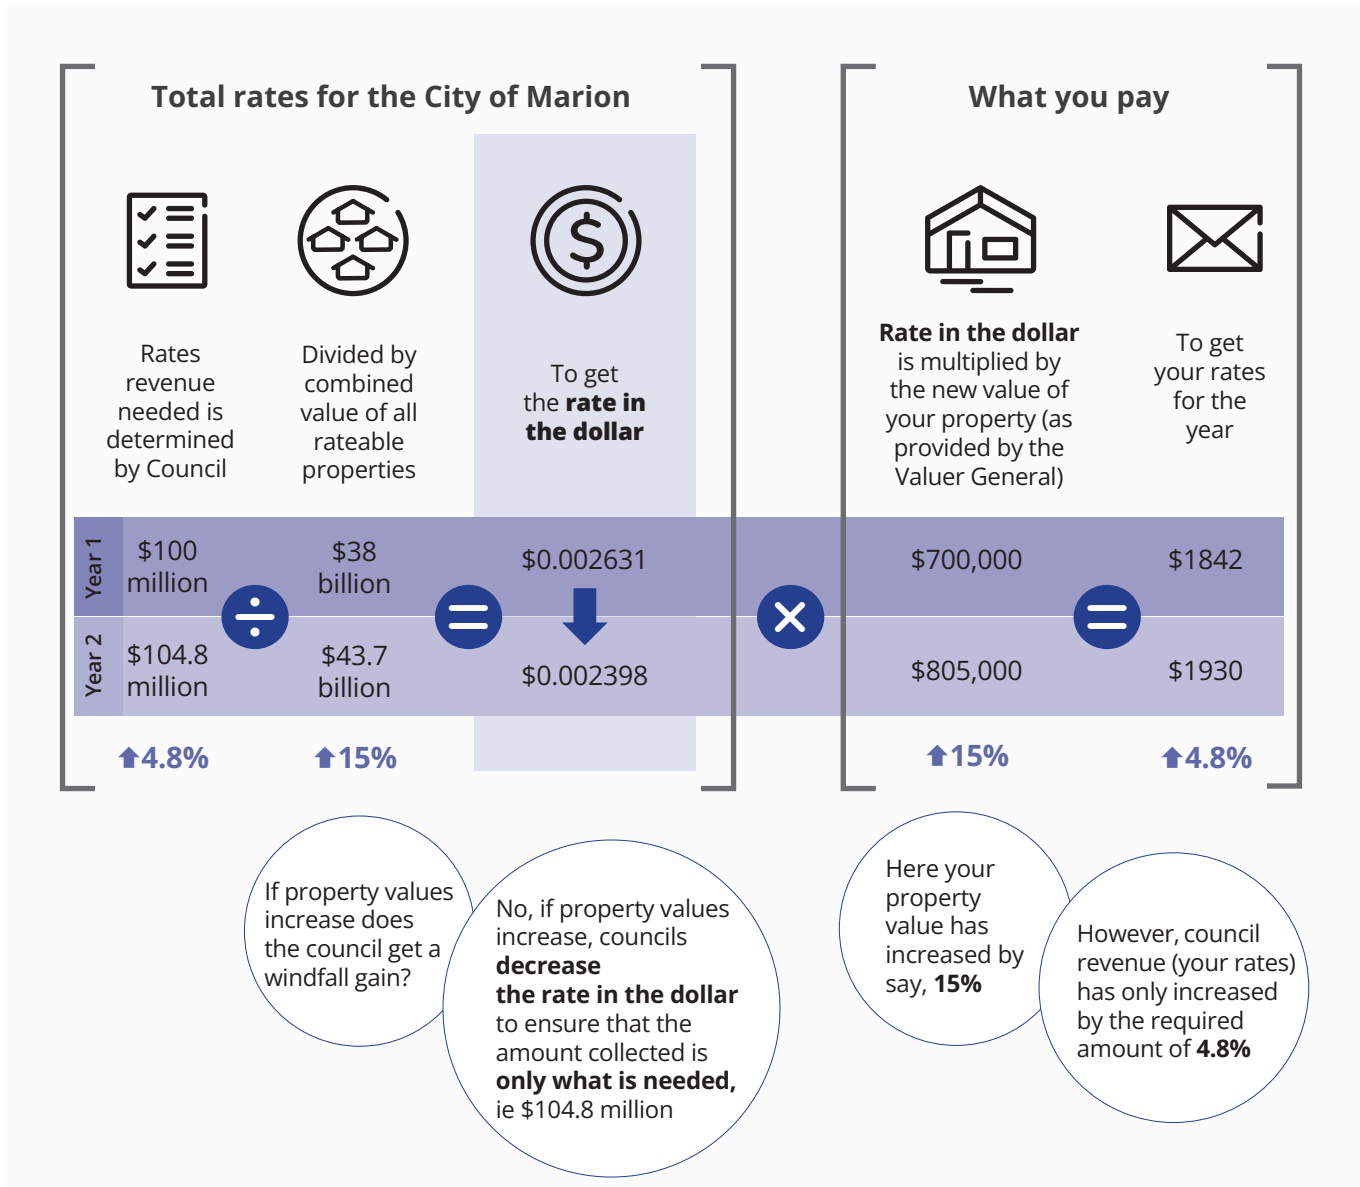 Total rates for the City of Marion
Rates
revenue
needed is
determined
by Council
Divided by
combined
value of all
rateable
properties
$
To get
the rate in
the dollar
What you pay
Rate in the dollar
is multiplied by
the new value of
your property (as
provided by the
Valuer General)
To get
your rates
for the
year
Year 1
$100
million
$38
billion
$0.002631
$700,000
$1842
÷
=
×
=
Year 2
$104.8
million
$43.7
billion
$0.002398
$805,000
$1930
4.8%
15%
15%
4.8%
If property values
increase does
the council get a
windfall gain?
No, if property values
increase, councils
decrease
the rate in the dollar
to ensure that the
amount collected is
only what is needed,
ie $104.8 million
Here your
property
value has
increased by
say, 15%
However, council
revenue (your rates)
has only increased
by the required
amount of 4.8%